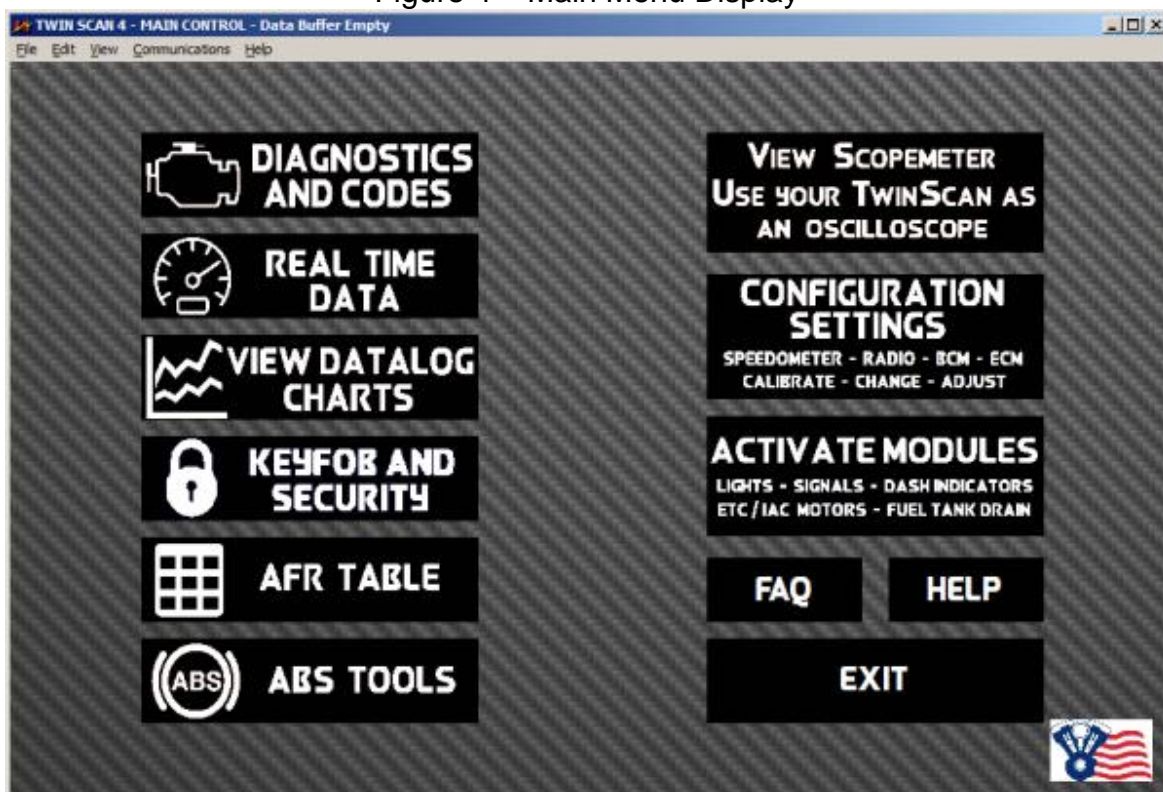 Figure 4 – Main Menu Display
TWIN SCAN 4 - MAIN CONTROL - Data Buffer Empty
File Edit View Communications Help
DIAGNOSTICS
AND CODES
REAL TIME
DATA
VIEW DATALOG
CHARTS
KEYFOB AND
SECURITY
AFR TABLE
ABS
ABS TOOLS
VIEW SCOPEMETER
USE YOUR TWINSCAN AS
AN OSCILLOSCOPE
CONFIGURATION
SETTINGS
SPEEDOMETER - RADIO - BCM - ECM
CALIBRATE - CHANGE - ADJUST
ACTIVATE MODULES
LIGHTS - SIGNALS - DASH INDICATORS
ETC/IAC MOTORS - FUEL TANK DRAIN
FAQ
HELP
EXIT